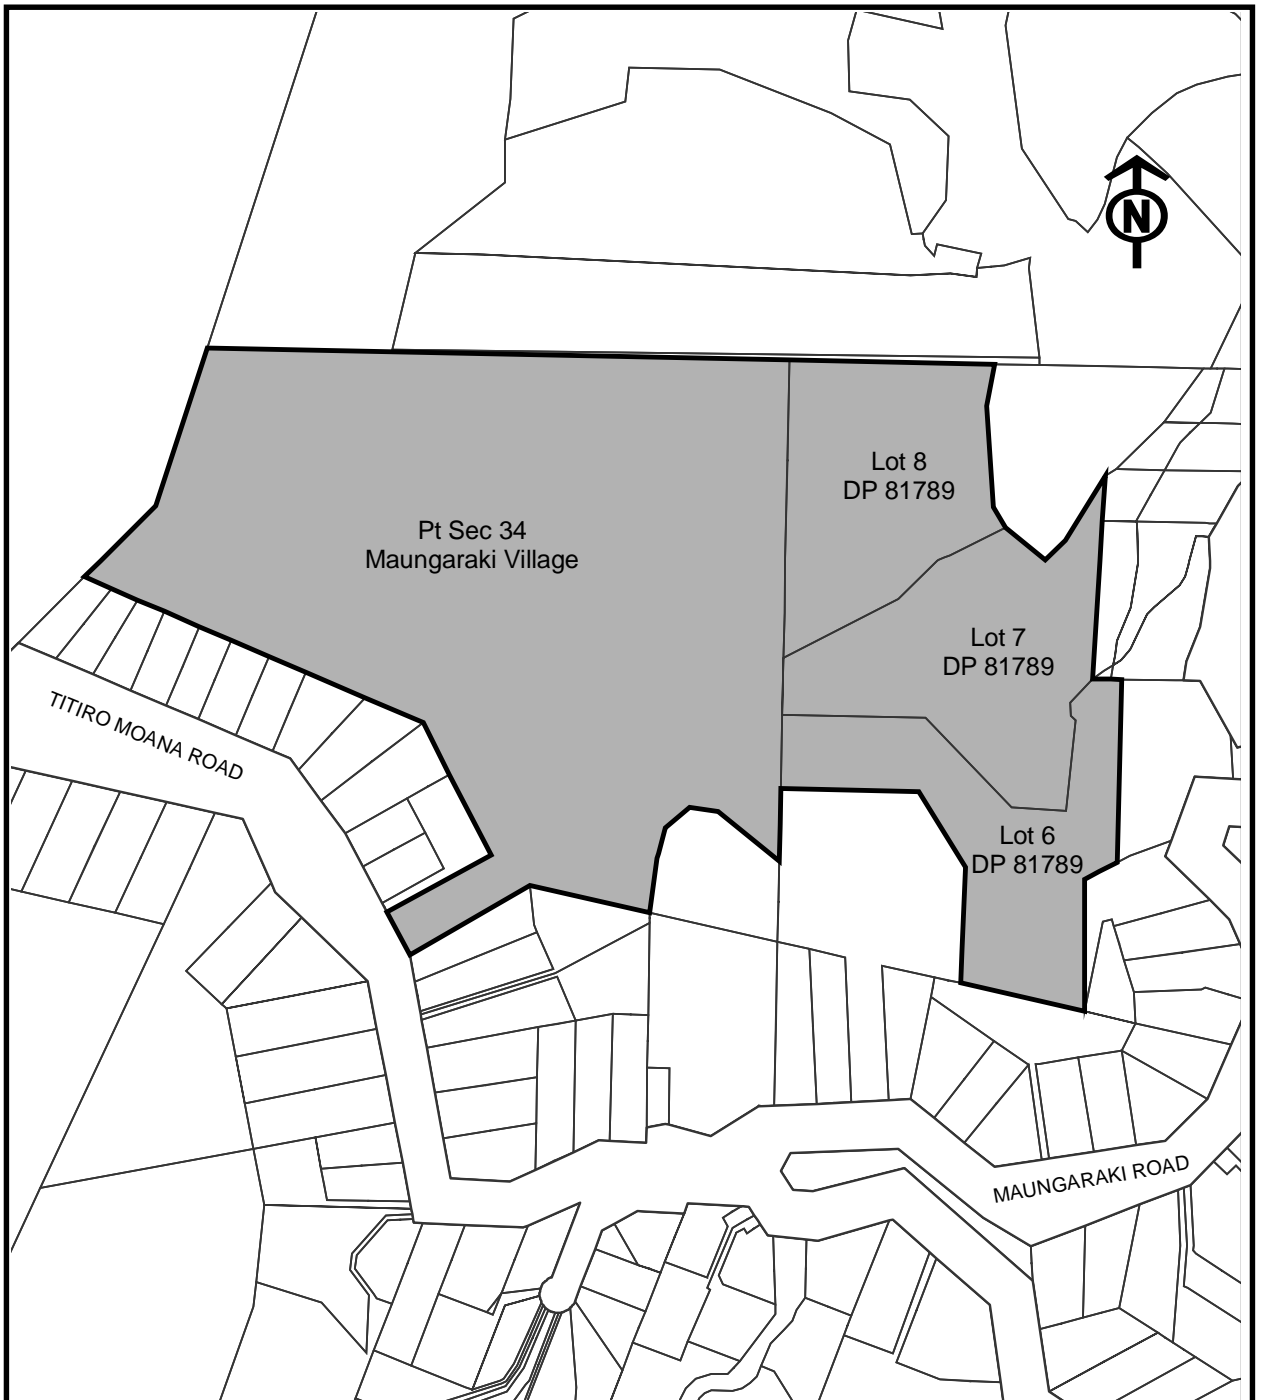 N
Lot 8
DP 81789
Pt Sec 34
Maungaraki Village
Lot 7
DP 81789
TITIRO MOANA ROAD
Lot 6
DP 81789
MAUNGARAKI ROAD